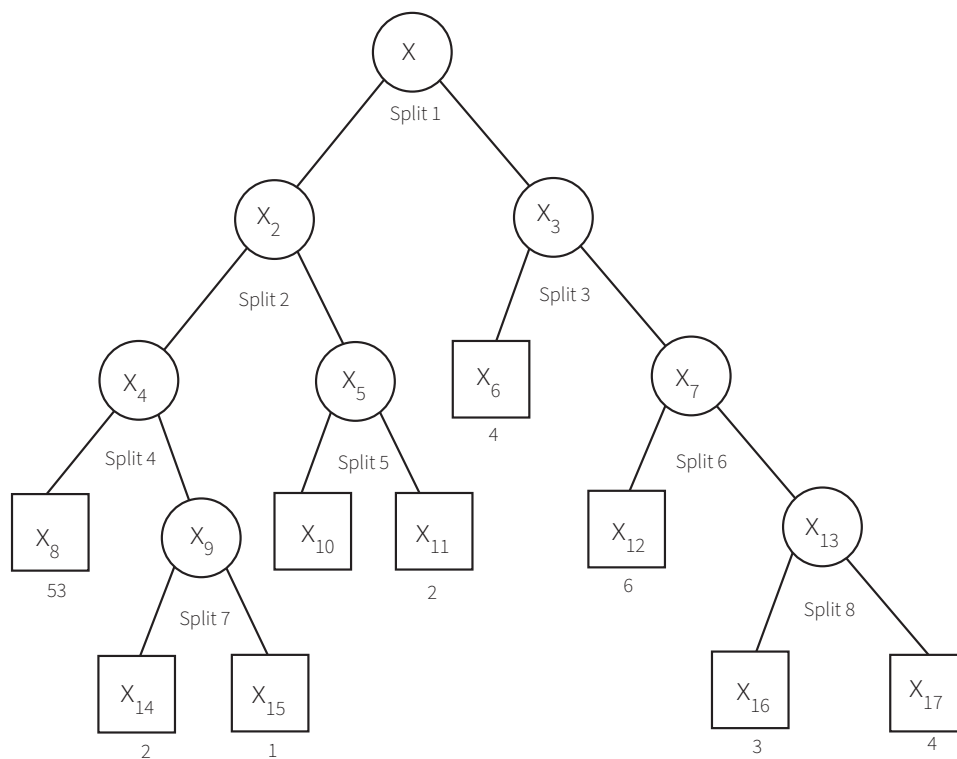 X
Split 1
X2
X3
Split 2
Split 3
X4
X5
X6
X7
4
Split 4
Split 5
Split 6
X8
X9
X10
X11
X12
X13
53
2
6
Split 7
Split 8
X14
X15
X16
X17
2
1
3
4